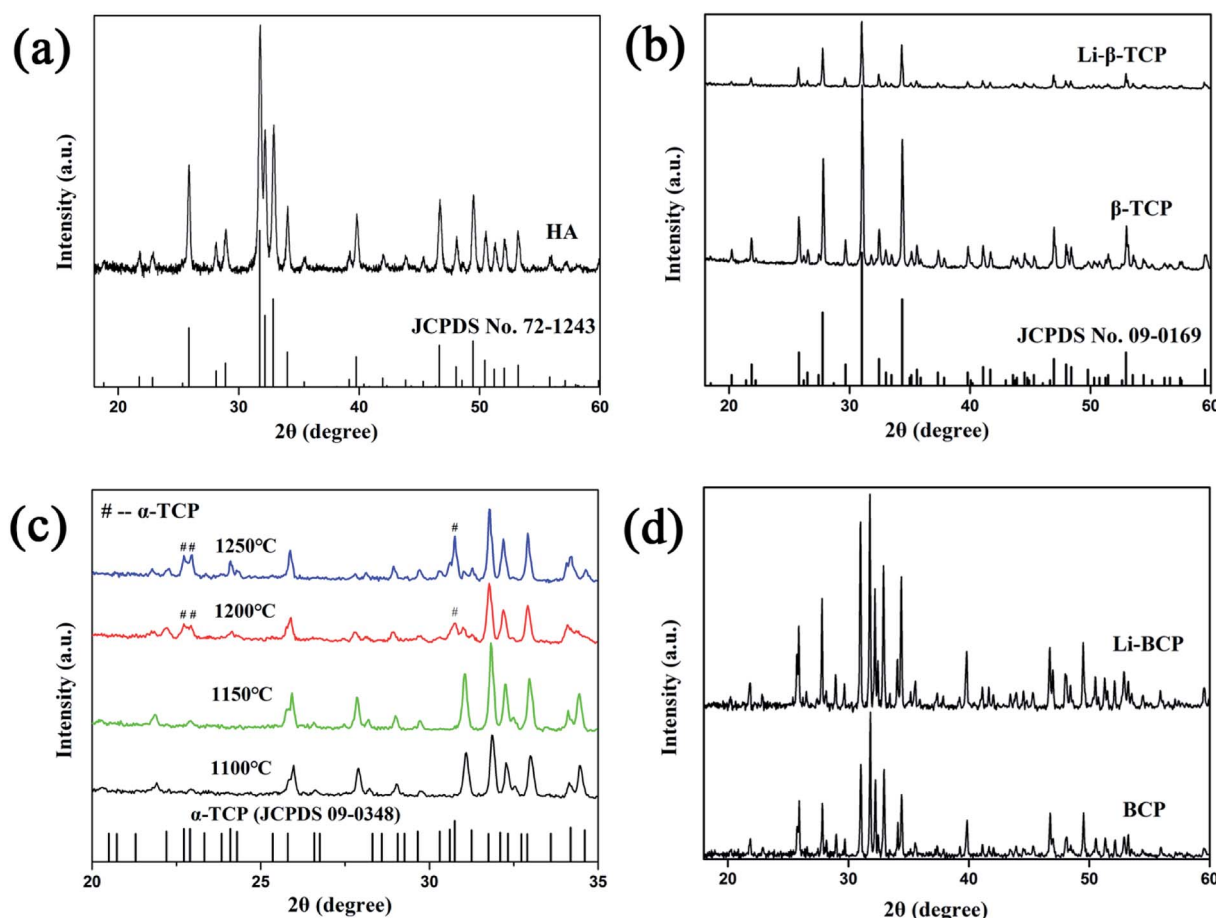 (a)
Intensity (a.u.)
HA
JCPDS No. 72-1243
20 30 40 50 60
2θ (degree)
(b)
Intensity (a.u.)
Li-β-TCP
β-TCP
JCPDS No. 09-0169
20 30 40 50 60
2θ (degree)
(c)
Intensity (a.u.)
# -- α-TCP
#
##
1250°C
#
##
1200°C
1150°C
1100°C
α-TCP (JCPDS 09-0348)
20 25 30 35
2θ (degree)
(d)
Intensity (a.u.)
Li-BCP
BCP
20 30 40 50 60
2θ (degree)